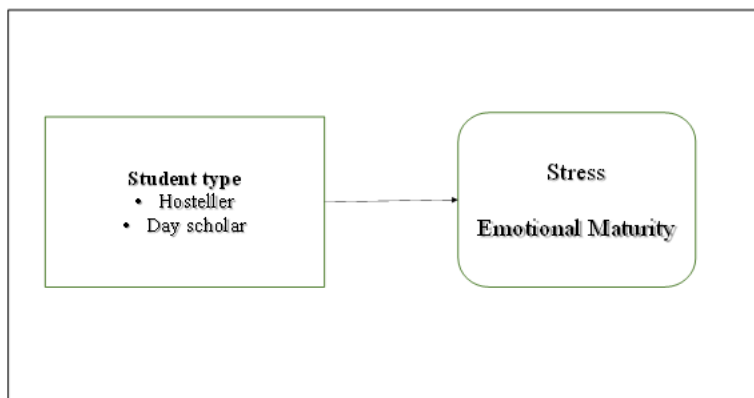 Student type
• Hosteller
• Day scholar
Stress
Emotional Maturity